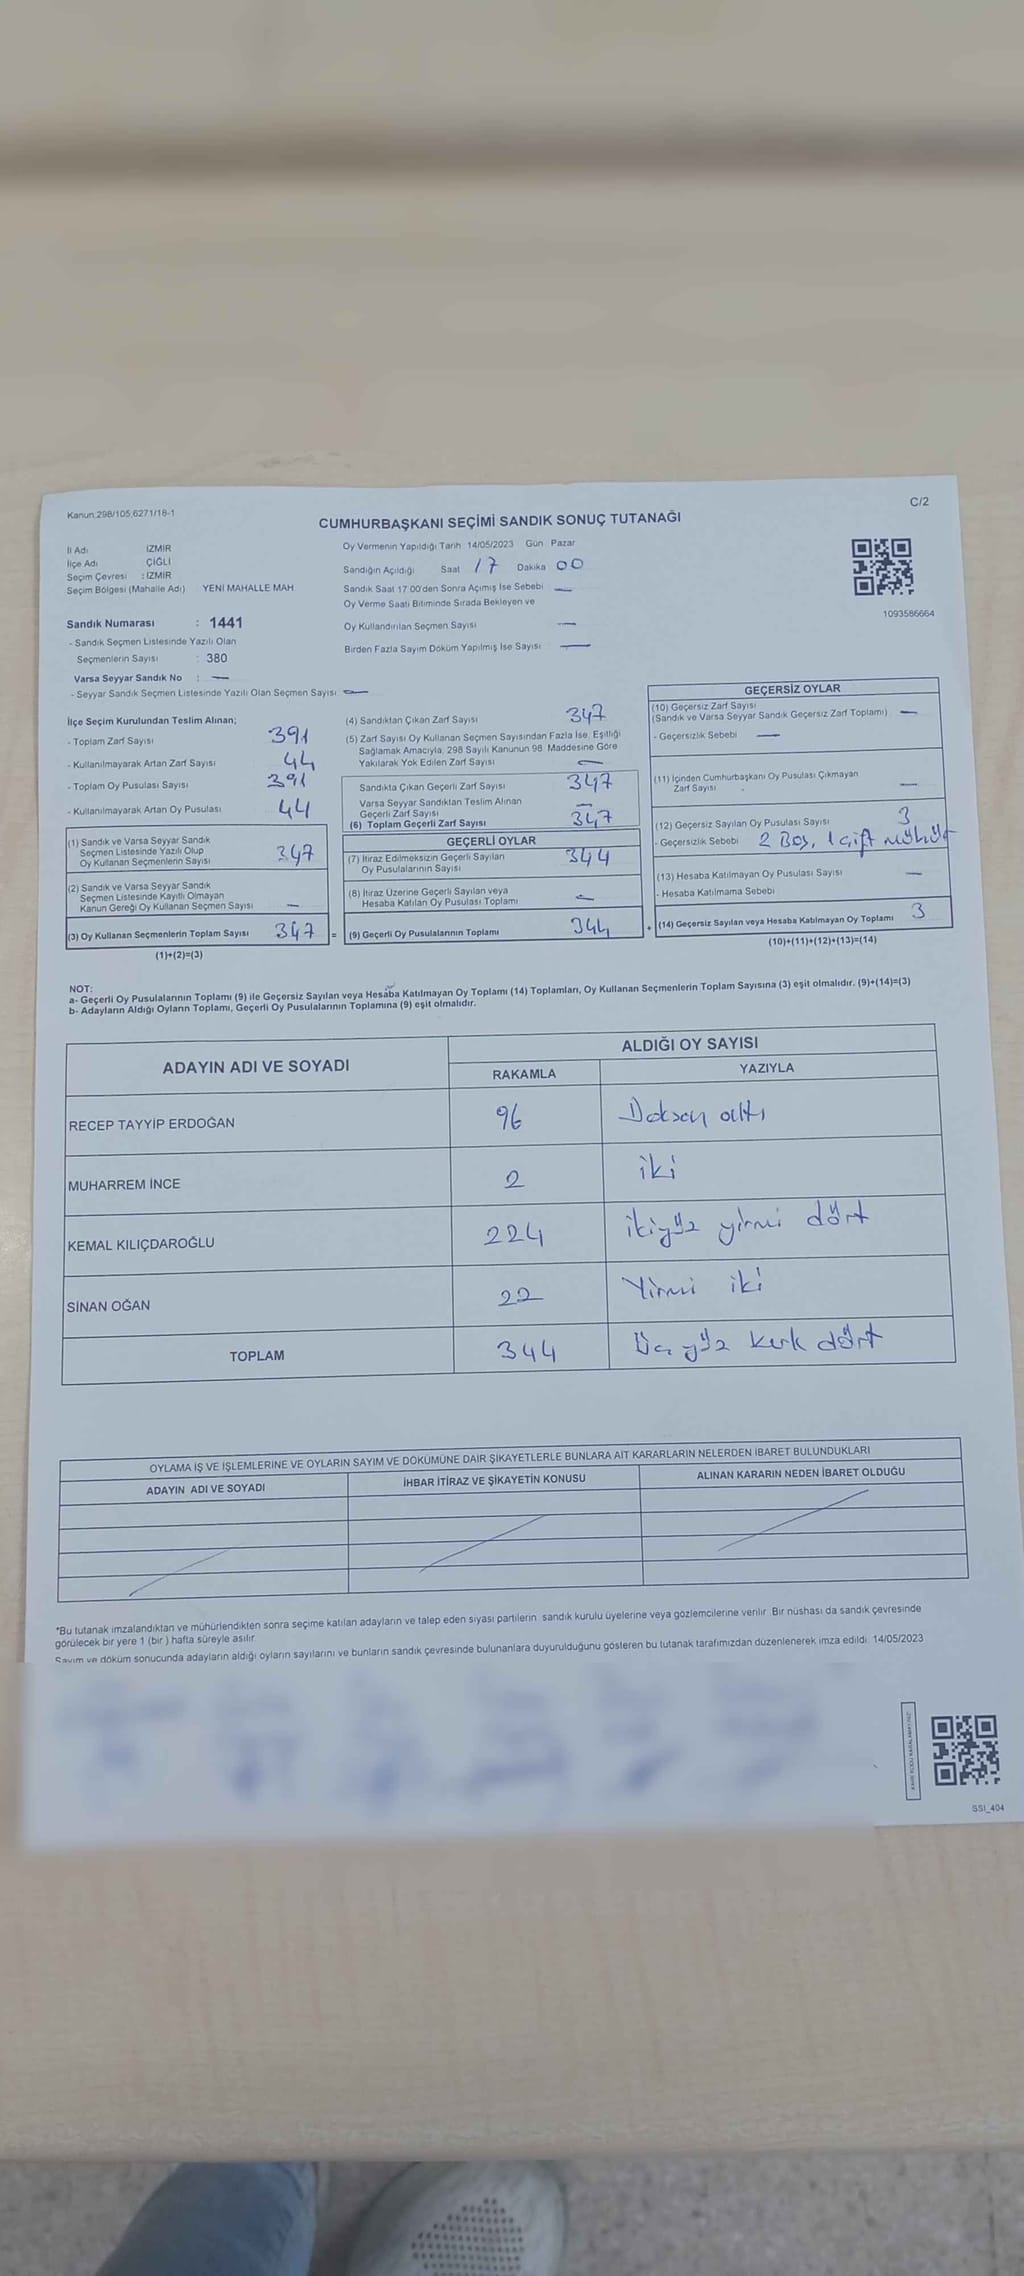 Kanun:298/105,6271/18-1
C/2
CUMHURBAŞKANI SEÇİMİ SANDIK SONUÇ TUTANAĞI
İl Adı İZMİR
İlçe Adı ÇİĞLİ
Seçim Çevresi : İZMİR
Seçim Bölgesi (Mahalle Adı) YENİ MAHALLE MAH.
Oy Vermenin Yapıldığı Tarih 14/05/2023 Gün Pazar
Sandığın Açıldığı Saat 17 Dakika 00
Sandık Saat 17:00'den Sonra Açımış İse Sebebi —
Oy Verme Saati Bitiminde Sırada Bekleyen ve
Oy Kullandırılan Seçmen Sayısı —
Birden Fazla Sayım Döküm Yapılmış İse Sayısı —
1093586664
Sandık Numarası : 1441
- Sandık Seçmen Listesinde Yazılı Olan
Seçmenlerin Sayısı : 380
Varsa Seyyar Sandık No : —
- Seyyar Sandık Seçmen Listesinde Yazılı Olan Seçmen Sayısı —
İlçe Seçim Kurulundan Teslim Alınan;
- Toplam Zarf Sayısı 391
- Kullanılmayarak Artan Zarf Sayısı 44
- Toplam Oy Pusulası Sayısı 391
- Kullanılmayarak Artan Oy Pusulası 44
(1) Sandık ve Varsa Seyyar Sandık
Seçmen Listesinde Yazılı Olup
Oy Kullanan Seçmenlerin Sayısı 347
(2) Sandık ve Varsa Seyyar Sandık
Seçmen Listesinde Kayıtlı Olmayan
Kanun Gereği Oy Kullanan Seçmen Sayısı —
(3) Oy Kullanan Seçmenlerin Toplam Sayısı 347 =
(1)+(2)=(3)
(4) Sandıktan Çıkan Zarf Sayısı 347
(5) Zarf Sayısı Oy Kullanan Seçmen Sayısından Fazla İse, Eşitliği
Sağlamak Amacıyla, 298 Sayılı Kanunun 98. Maddesine Göre
Yakılarak Yok Edilen Zarf Sayısı —
Sandıkta Çıkan Geçerli Zarf Sayısı 347
Varsa Seyyar Sandıktan Teslim Alınan
Geçerli Zarf Sayısı —
(6) Toplam Geçerli Zarf Sayısı 347
GEÇERLİ OYLAR
(7) İtiraz Edilmeksizin Geçerli Sayılan
Oy Pusulalarının Sayısı 344
(8) İtiraz Üzerine Geçerli Sayılan veya
Hesaba Katılan Oy Pusulası Toplamı —
(9) Geçerli Oy Pusulalarının Toplamı 344 +
GEÇERSİZ OYLAR
(10) Geçersiz Zarf Sayısı
(Sandık ve Varsa Seyyar Sandık Geçersiz Zarf Toplamı) —
- Geçersizlik Sebebi —
(11) İçinden Cumhurbaşkanı Oy Pusulası Çıkmayan
Zarf Sayısı —
(12) Geçersiz Sayılan Oy Pusulası Sayısı 3
- Geçersizlik Sebebi 2 Boş, 1 çift mühür
(13) Hesaba Katılmayan Oy Pusulası Sayısı —
- Hesaba Katılmama Sebebi
(14) Geçersiz Sayılan veya Hesaba Katılmayan Oy Toplamı 3
(10)+(11)+(12)+(13)=(14)
NOT:
a- Geçerli Oy Pusulalarının Toplamı (9) ile Geçersiz Sayılan veya Hesaba Katılmayan Oy Toplamı (14) Toplamları, Oy Kullanan Seçmenlerin Toplam Sayısına (3) eşit olmalıdır. (9)+(14)=(3)
b- Adayların Aldığı Oyların Toplamı, Geçerli Oy Pusulalarının Toplamına (9) eşit olmalıdır.
ADAYIN ADI VE SOYADI
ALDIĞI OY SAYISI
RAKAMLA YAZIYLA
RECEP TAYYİP ERDOĞAN 96 Doksan altı
MUHARREM İNCE 2 iki
KEMAL KILIÇDAROĞLU 224 ikiyüz yirmi dört
SİNAN OĞAN 22 Yirmi iki
TOPLAM 344 Üçyüz kırk dört
OYLAMA İŞ VE İŞLEMLERİNE VE OYLARIN SAYIM VE DÖKÜMÜNE DAİR ŞİKAYETLERLE BUNLARA AİT KARARLARIN NELERDEN İBARET BULUNDUKLARI
ADAYIN ADI VE SOYADI İHBAR İTİRAZ VE ŞİKAYETİN KONUSU ALINAN KARARIN NEDEN İBARET OLDUĞU
*Bu tutanak imzalandıktan ve mühürlendikten sonra seçime katılan adayların ve talep eden siyasi partilerin sandık kurulu üyelerine veya gözlemcilerine verilir. Bir nüshası da sandık çevresinde
görülecek bir yere 1 (bir ) hafta süreyle asılır.
Sayım ve döküm sonucunda adayların aldığı oyların sayılarını ve bunların sandık çevresinde bulunanlara duyurulduğunu gösteren bu tutanak tarafımızdan düzenlenerek imza edildi. 14/05/2023
SSI_404